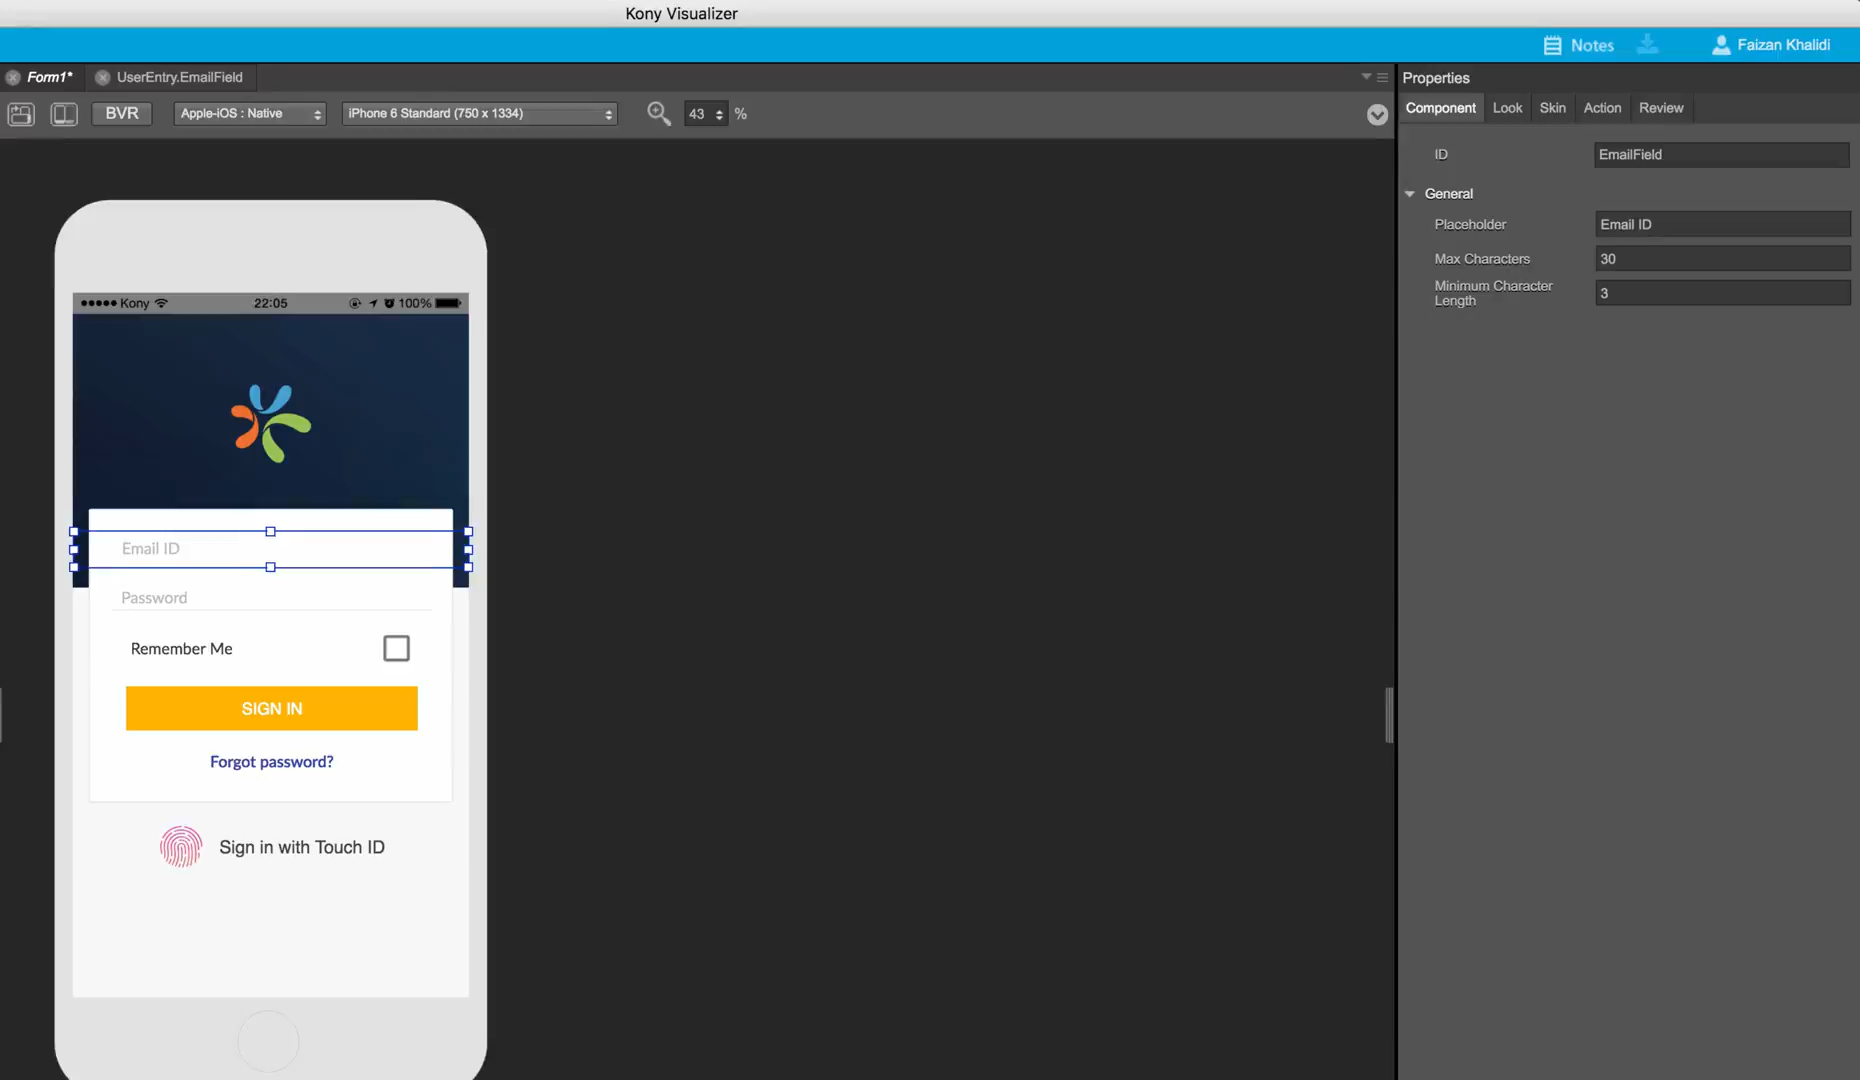 Kony Visualizer
Notes Faizan Khalidi
Form1* UserEntry.EmailField
BVR Apple-iOS : Native iPhone 6 Standard (750 x 1334) 43 %
Properties
Component Look Skin Action Review
ID EmailField
General
Placeholder Email ID
Max Characters 30
Minimum Character
Length 3
Kony 22:05 100%
Email ID
Password
Remember Me
SIGN IN
Forgot password?
Sign in with Touch ID